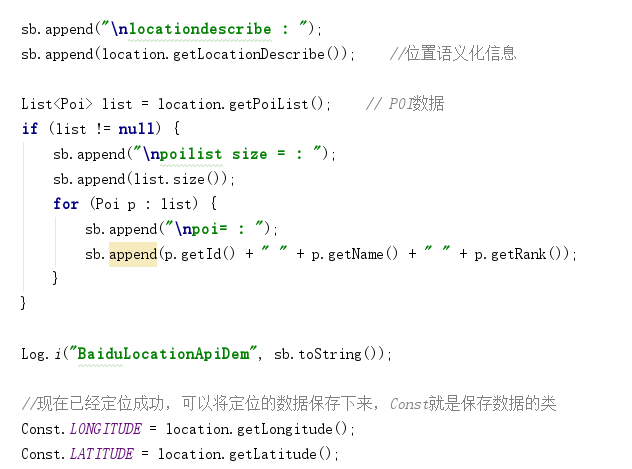 sb.append("\nlocationdescribe : ");
sb.append(location.getLocationDescribe());    //位置语义化信息
List<Poi> list = location.getPoiList();    // POI数据
if (list != null) {
    sb.append("\npoilist size = : ");
    sb.append(list.size());
    for (Poi p : list) {
        sb.append("\npoi= : ");
        sb.append(p.getId() + " " + p.getName() + " " + p.getRank());
    }
}
Log.i("BaiduLocationApiDem", sb.toString());
//现在已经定位成功，可以将定位的数据保存下来，Const就是保存数据的类
Const.LONGITUDE = location.getLongitude();
Const.LATITUDE = location.getLatitude();